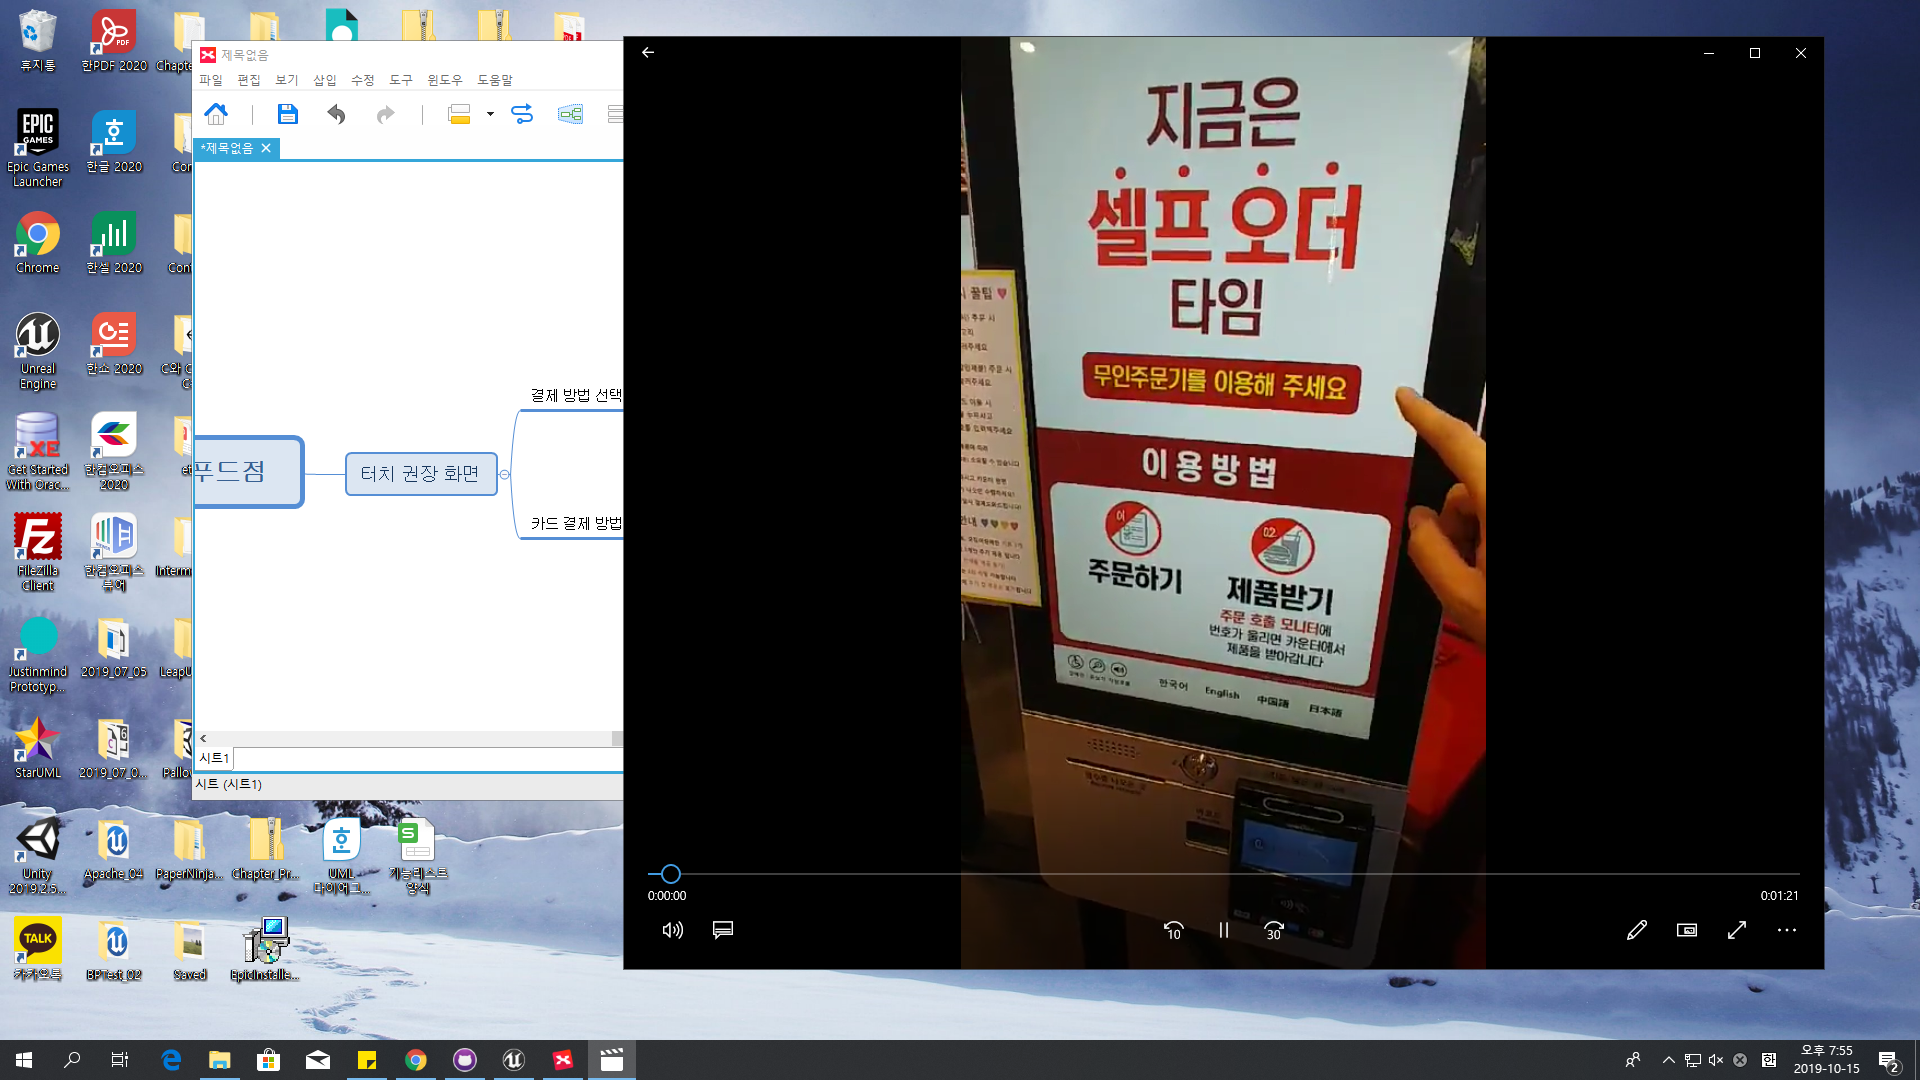 휴지통
한PDF 2020
Epic Games
Launcher
한글 2020
Chrome
한셀 2020
Unreal
Engine
한쇼 2020
Get Started
With Orac...
한컴오피스
2020
FileZilla
Client
한컴오피스
뷰어
Justinmind
Prototyp...
2019_07_05
StarUML
2019_07_0...
Unity
2019.2.5...
Apache_04
PaperNinja...
Chapter_Pr...
UML
다이어그...
기능리스트
양식
카카오톡
BPTest_02
Saved
EpicInstalle...
제목없음
파일 편집 보기 삽입 수정 도구 윈도우 도움말
*제목없음
푸드점
터치 권장 화면
결제 방법 선택
카드 결제 방법
시트1
시트 (시트1)
지금은
셀프 오더
타임
무인주문기를 이용해 주세요
이용방법
01
주문하기
02
제품받기
주문 호출 모니터에
번호가 울리면 카운터에서
제품을 받아갑니다
한국어 English 中国語 日本語
0:00:00
0:01:21
10
30
오후 7:55
2019-10-15
2